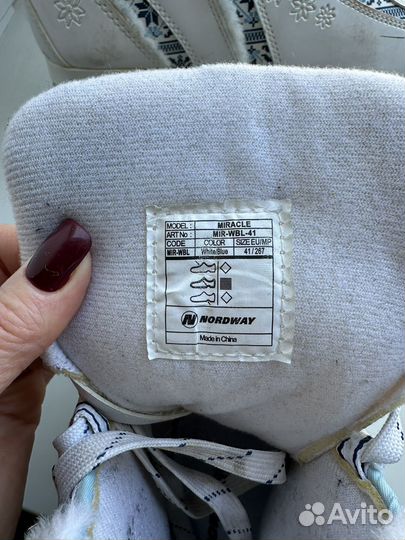 MODEL: MIRACLE
ART No: MIR-WBL-41
CODE COLOR SIZE EU/MP
MIR-WBL White/Blue 41/267
NORDWAY
Made in China
Avito